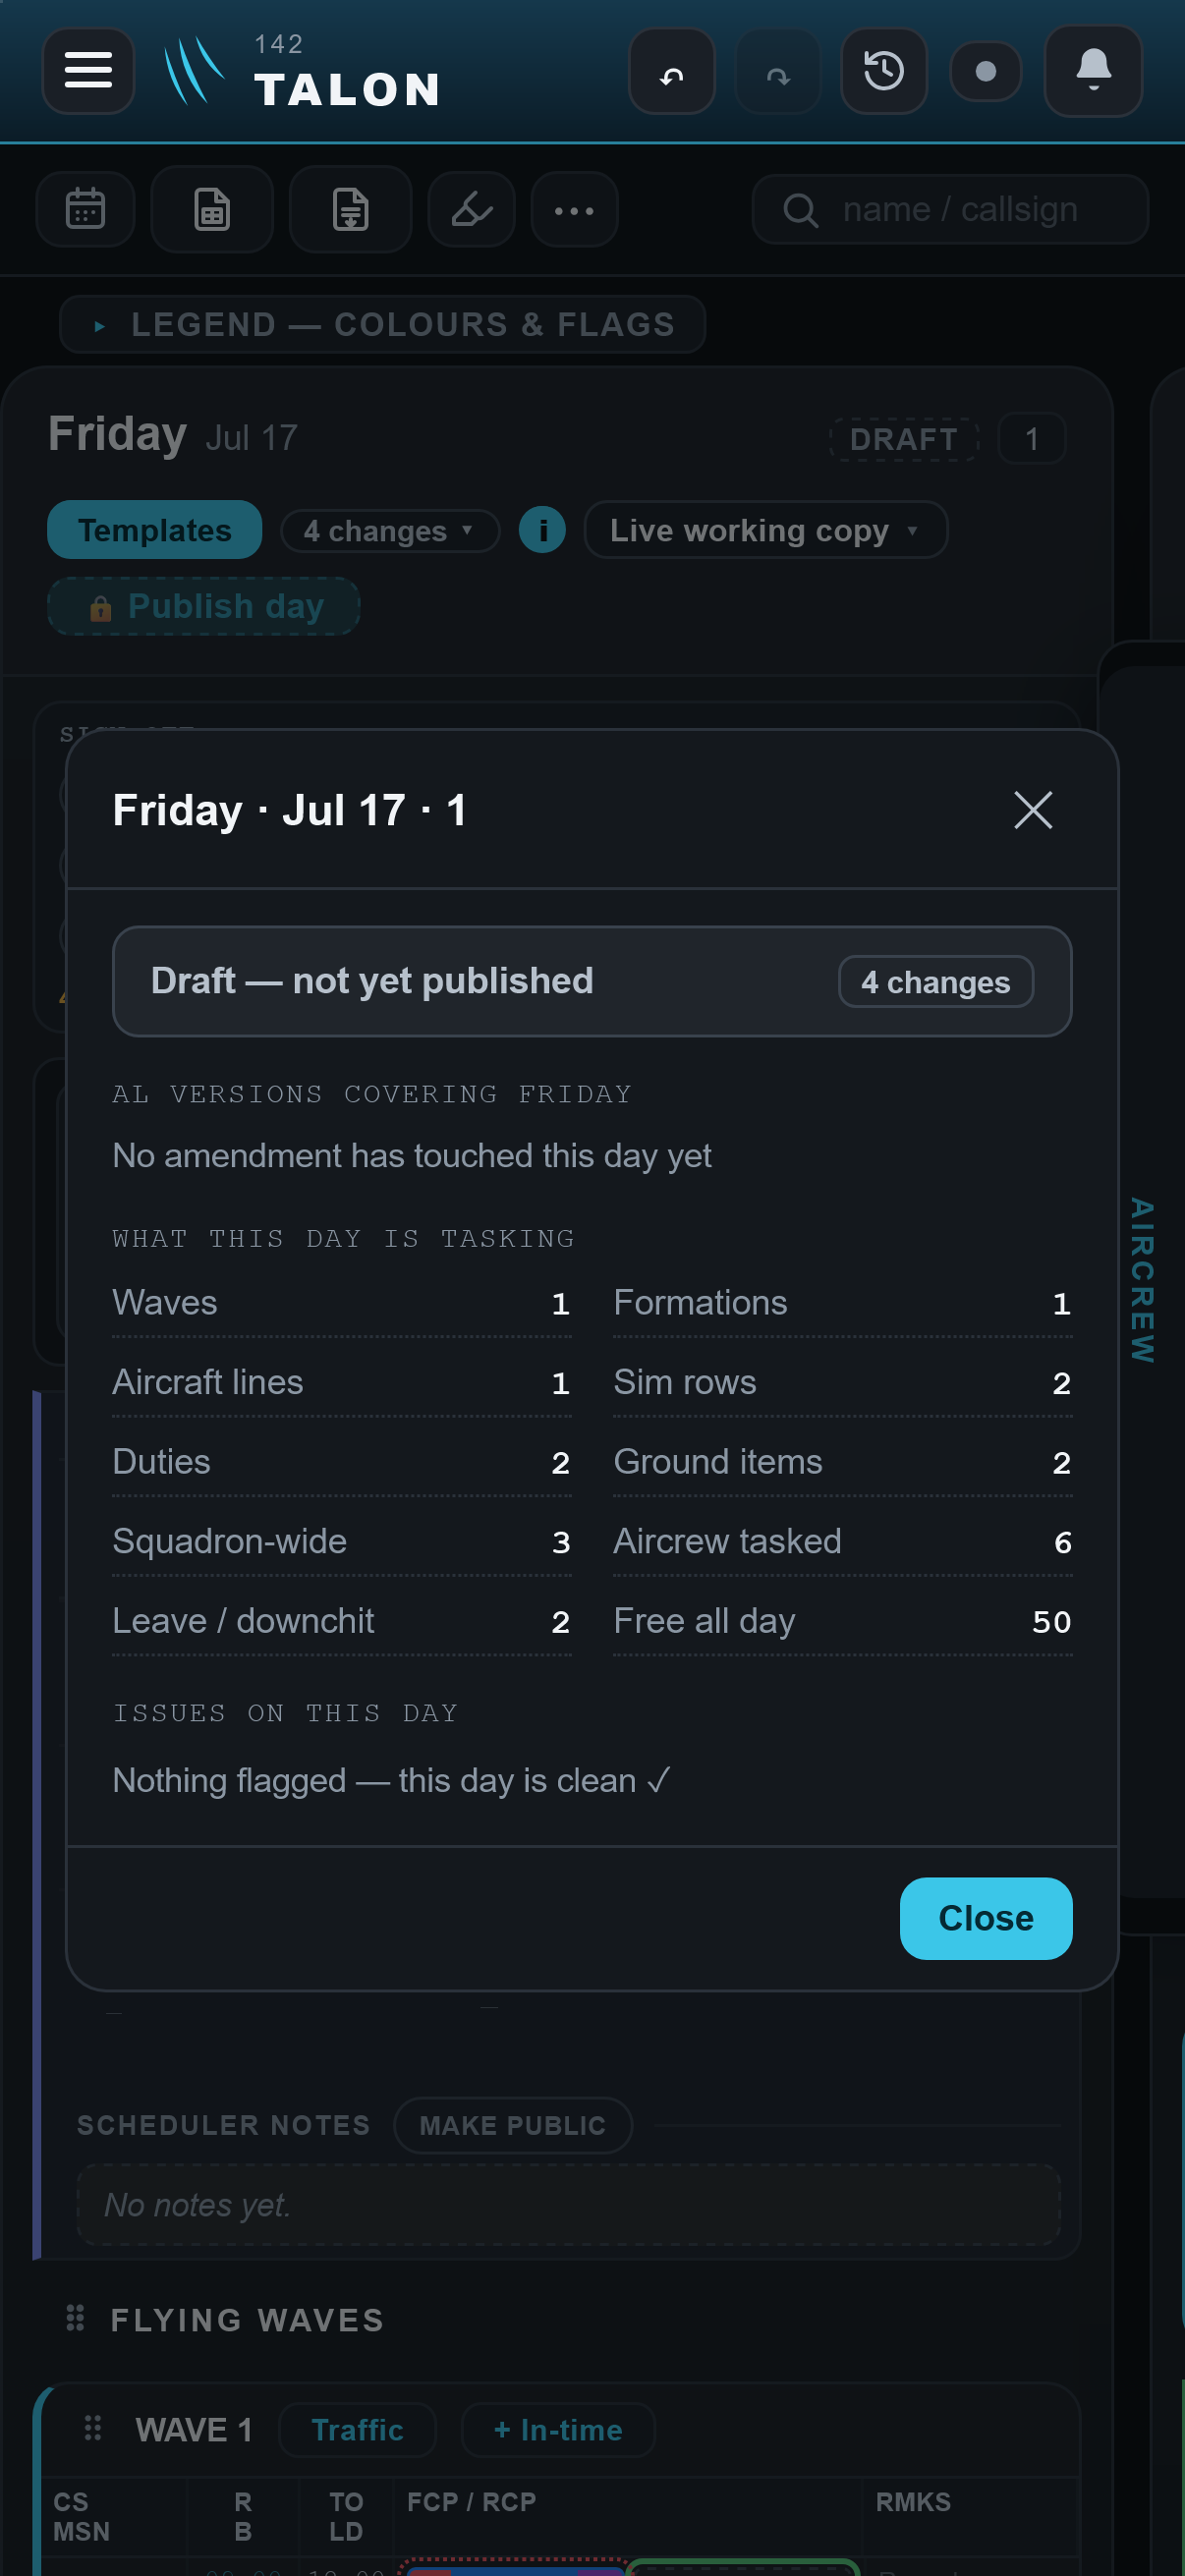 142
TALON
name / callsign
LEGEND — COLOURS & FLAGS
Friday Jul 17
DRAFT 1
Templates 4 changes i Live working copy
Publish day
Friday · Jul 17 · 1
Draft — not yet published 4 changes
AL VERSIONS COVERING FRIDAY
No amendment has touched this day yet
WHAT THIS DAY IS TASKING
Waves 1 Formations 1
Aircraft lines 1 Sim rows 2
Duties 2 Ground items 2
Squadron-wide 3 Aircrew tasked 6
Leave / downchit 2 Free all day 50
ISSUES ON THIS DAY
Nothing flagged — this day is clean ✓
Close
AIRCREW
SCHEDULER NOTES MAKE PUBLIC
No notes yet.
FLYING WAVES
WAVE 1 Traffic + In-time
CS R TO FCP / RCP RMKS
MSN B LD